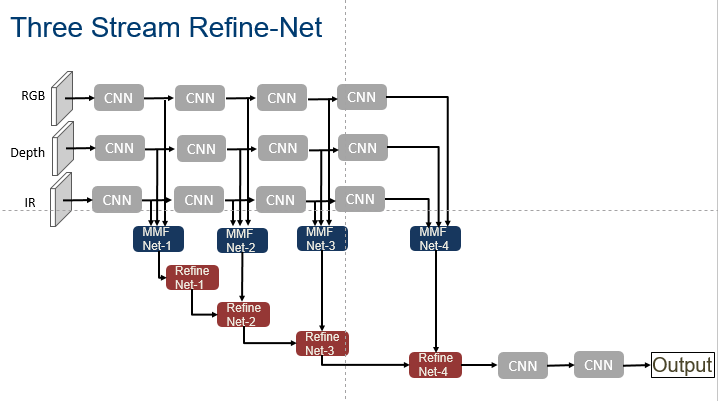 Three Stream Refine-Net
RGB
CNN CNN CNN CNN
Depth
CNN CNN CNN CNN
IR
CNN CNN CNN CNN
MMF
Net-1
MMF
Net-2
MMF
Net-3
MMF
Net-4
Refine
Net-1
Refine
Net-2
Refine
Net-3
Refine
Net-4
CNN CNN Output